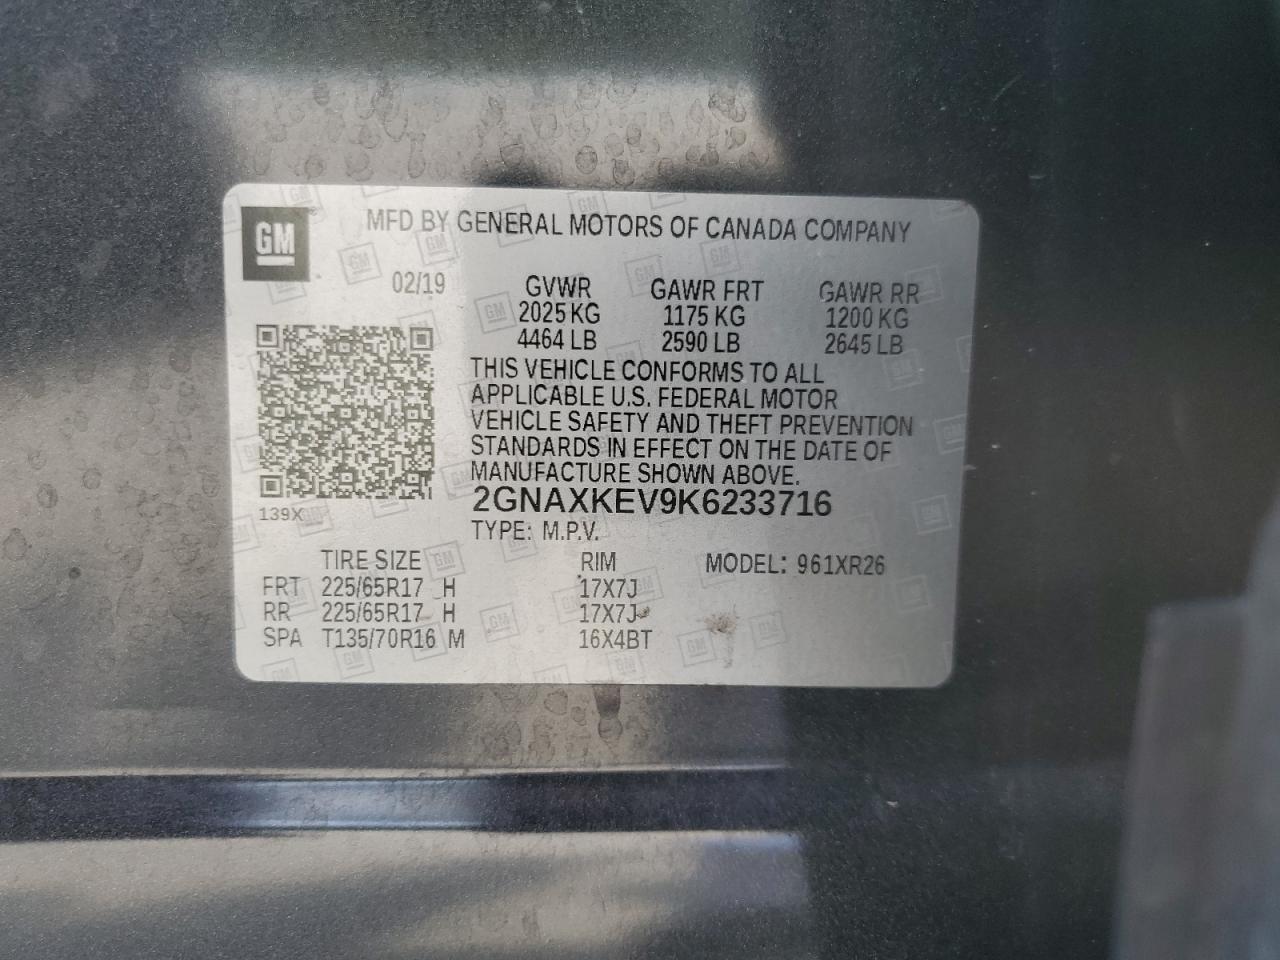 GM
MFD BY GENERAL MOTORS OF CANADA COMPANY
02/19 GVWR GAWR FRT GAWR RR
2025 KG 1175 KG 1200 KG
4464 LB 2590 LB 2645 LB
THIS VEHICLE CONFORMS TO ALL
APPLICABLE U.S. FEDERAL MOTOR
VEHICLE SAFETY AND THEFT PREVENTION
STANDARDS IN EFFECT ON THE DATE OF
MANUFACTURE SHOWN ABOVE.
2GNAXKEV9K6233716
139X
TYPE: M.P.V.
TIRE SIZE RIM MODEL: 961XR26
FRT 225/65R17 H 17X7J
RR 225/65R17 H 17X7J
SPA T135/70R16 M 16X4BT